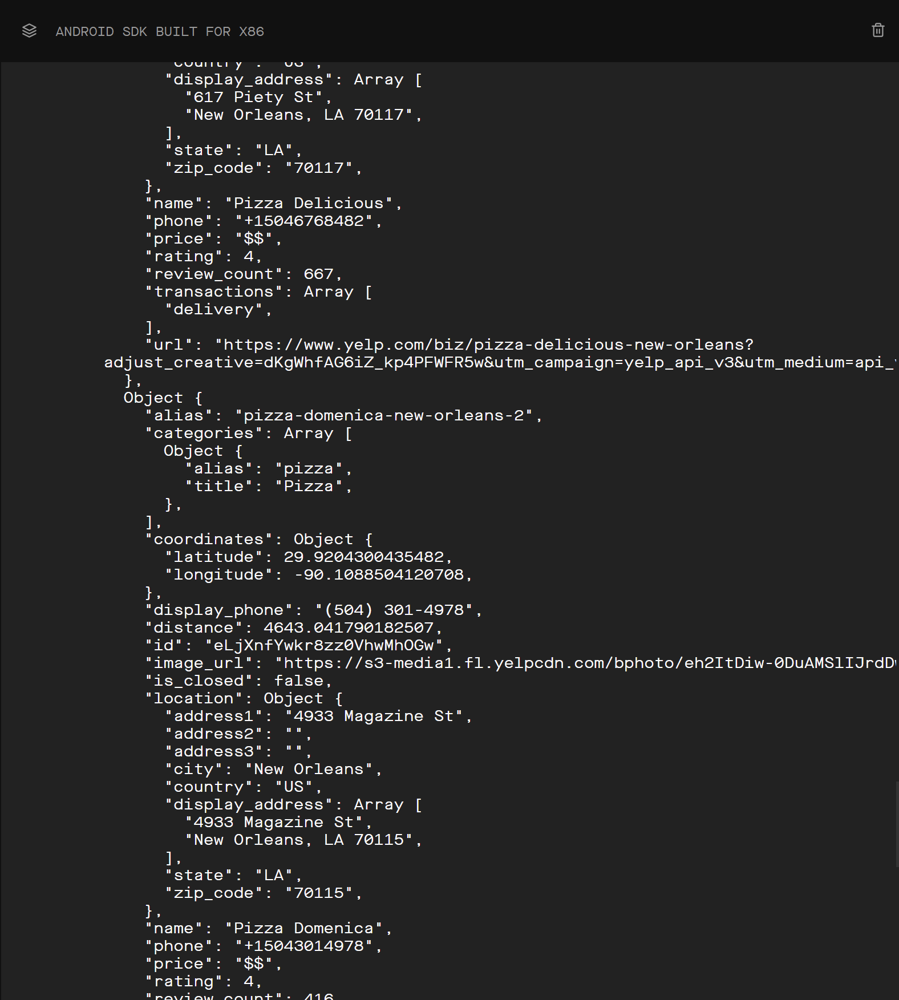 ANDROID SDK BUILT FOR X86
"country": "US",
"display_address": Array [
"617 Piety St",
"New Orleans, LA 70117",
],
"state": "LA",
"zip_code": "70117",
},
"name": "Pizza Delicious",
"phone": "+15046768482",
"price": "$$",
"rating": 4,
"review_count": 667,
"transactions": Array [
"delivery",
],
"url": "https://www.yelp.com/biz/pizza-delicious-new-orleans?
adjust_creative=dKgWhfAG6iZ_kp4PFWFR5w&utm_campaign=yelp_api_v3&utm_medium=api_
},
Object {
"alias": "pizza-domenica-new-orleans-2",
"categories": Array [
Object {
"alias": "pizza",
"title": "Pizza",
},
],
"coordinates": Object {
"latitude": 29.9204300435482,
"longitude": -90.1088504120708,
},
"display_phone": "(504) 301-4978",
"distance": 4643.041790182507,
"id": "eLjXnfYwkr8zz0VhwMhOGw",
"image_url": "https://s3-media1.fl.yelpcdn.com/bphoto/eh2ItDiw-0DuAMSlIJrdD
"is_closed": false,
"location": Object {
"address1": "4933 Magazine St",
"address2": "",
"address3": "",
"city": "New Orleans",
"country": "US",
"display_address": Array [
"4933 Magazine St",
"New Orleans, LA 70115",
],
"state": "LA",
"zip_code": "70115",
},
"name": "Pizza Domenica",
"phone": "+15043014978",
"price": "$$",
"rating": 4,
"review_count": 416